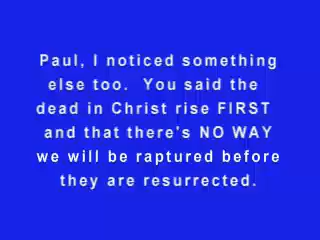 Paul, I noticed something
else too.  You said the
dead in Christ rise FIRST
and that there's NO WAY
we will be raptured before
they are resurrected.